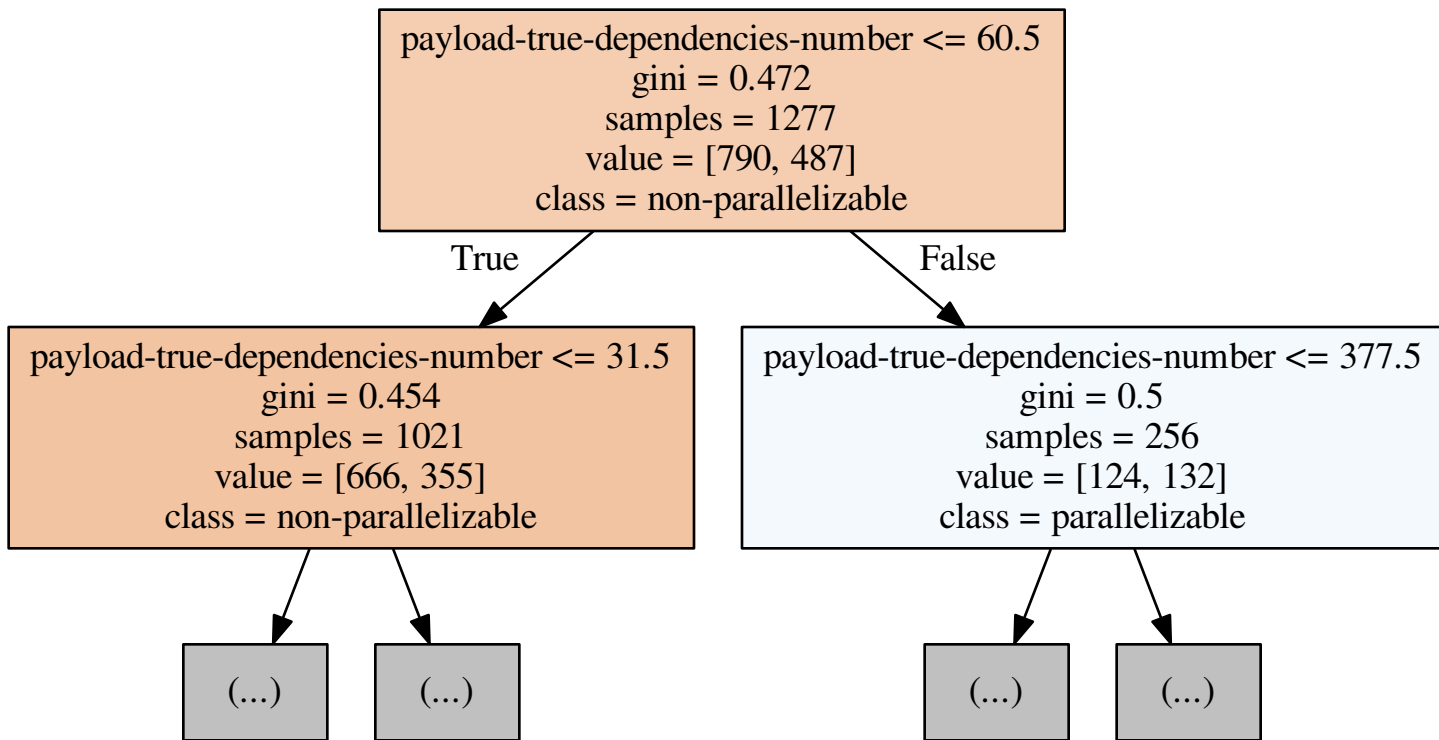 payload-true-dependencies-number <= 60.5
gini = 0.472
samples = 1277
value = [790, 487]
class = non-parallelizable
True
False
payload-true-dependencies-number <= 31.5
gini = 0.454
samples = 1021
value = [666, 355]
class = non-parallelizable
payload-true-dependencies-number <= 377.5
gini = 0.5
samples = 256
value = [124, 132]
class = parallelizable
(...)
(...)
(...)
(...)